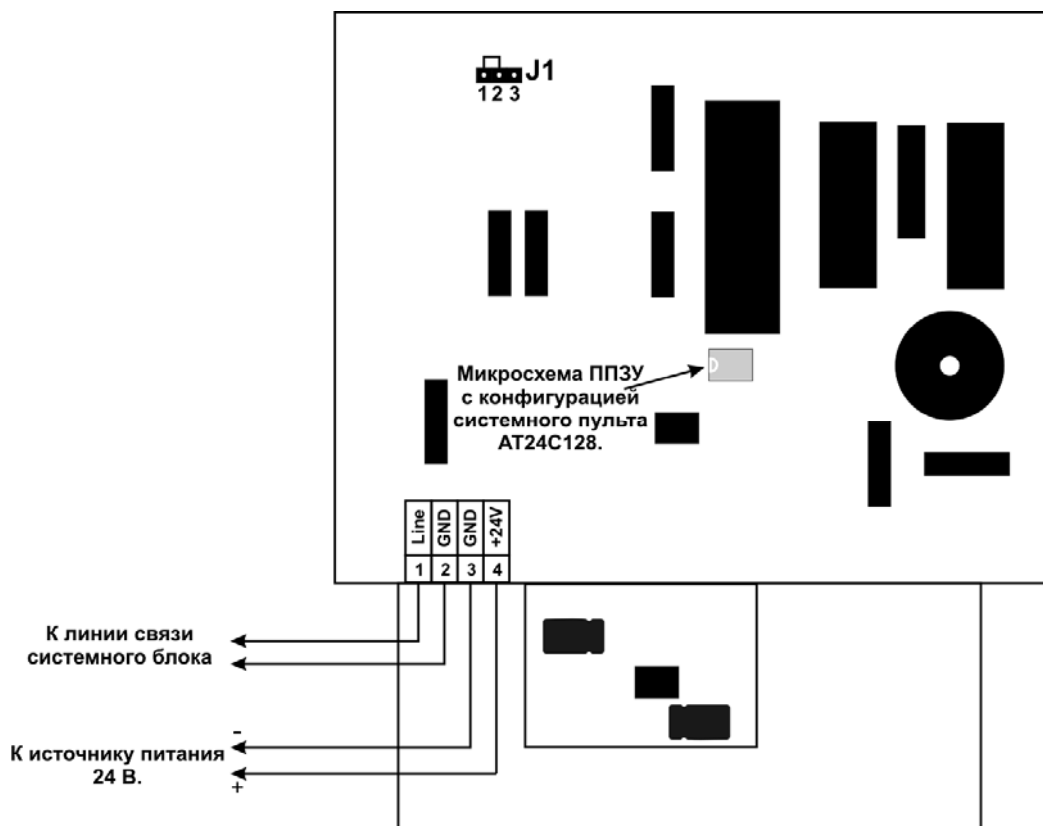 J1
1 2 3
Микросхема ППЗУ
с конфигурацией
системного пульта
AT24C128.
Line
GND
GND
+24V
1
2
3
4
К линии связи
системного блока
-
К источнику питания
24 В.
+